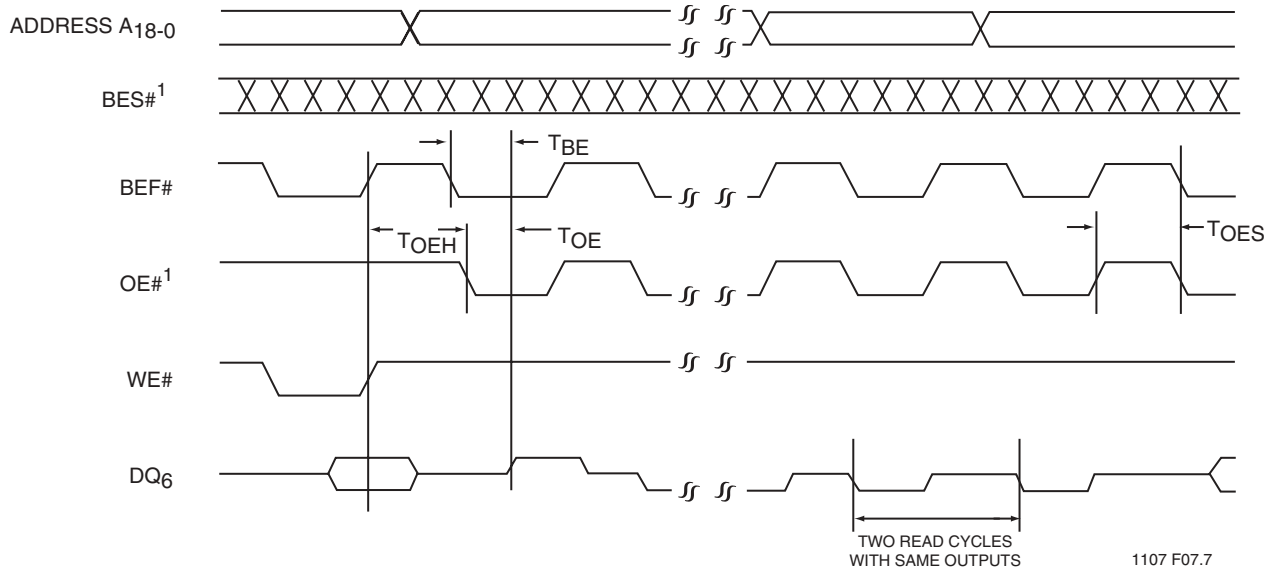 ADDRESS A18-0
BES#1
TBE
BEF#
TOEH
TOE
TOES
OE#1
WE#
DQ6
TWO READ CYCLES
WITH SAME OUTPUTS
1107 F07.7